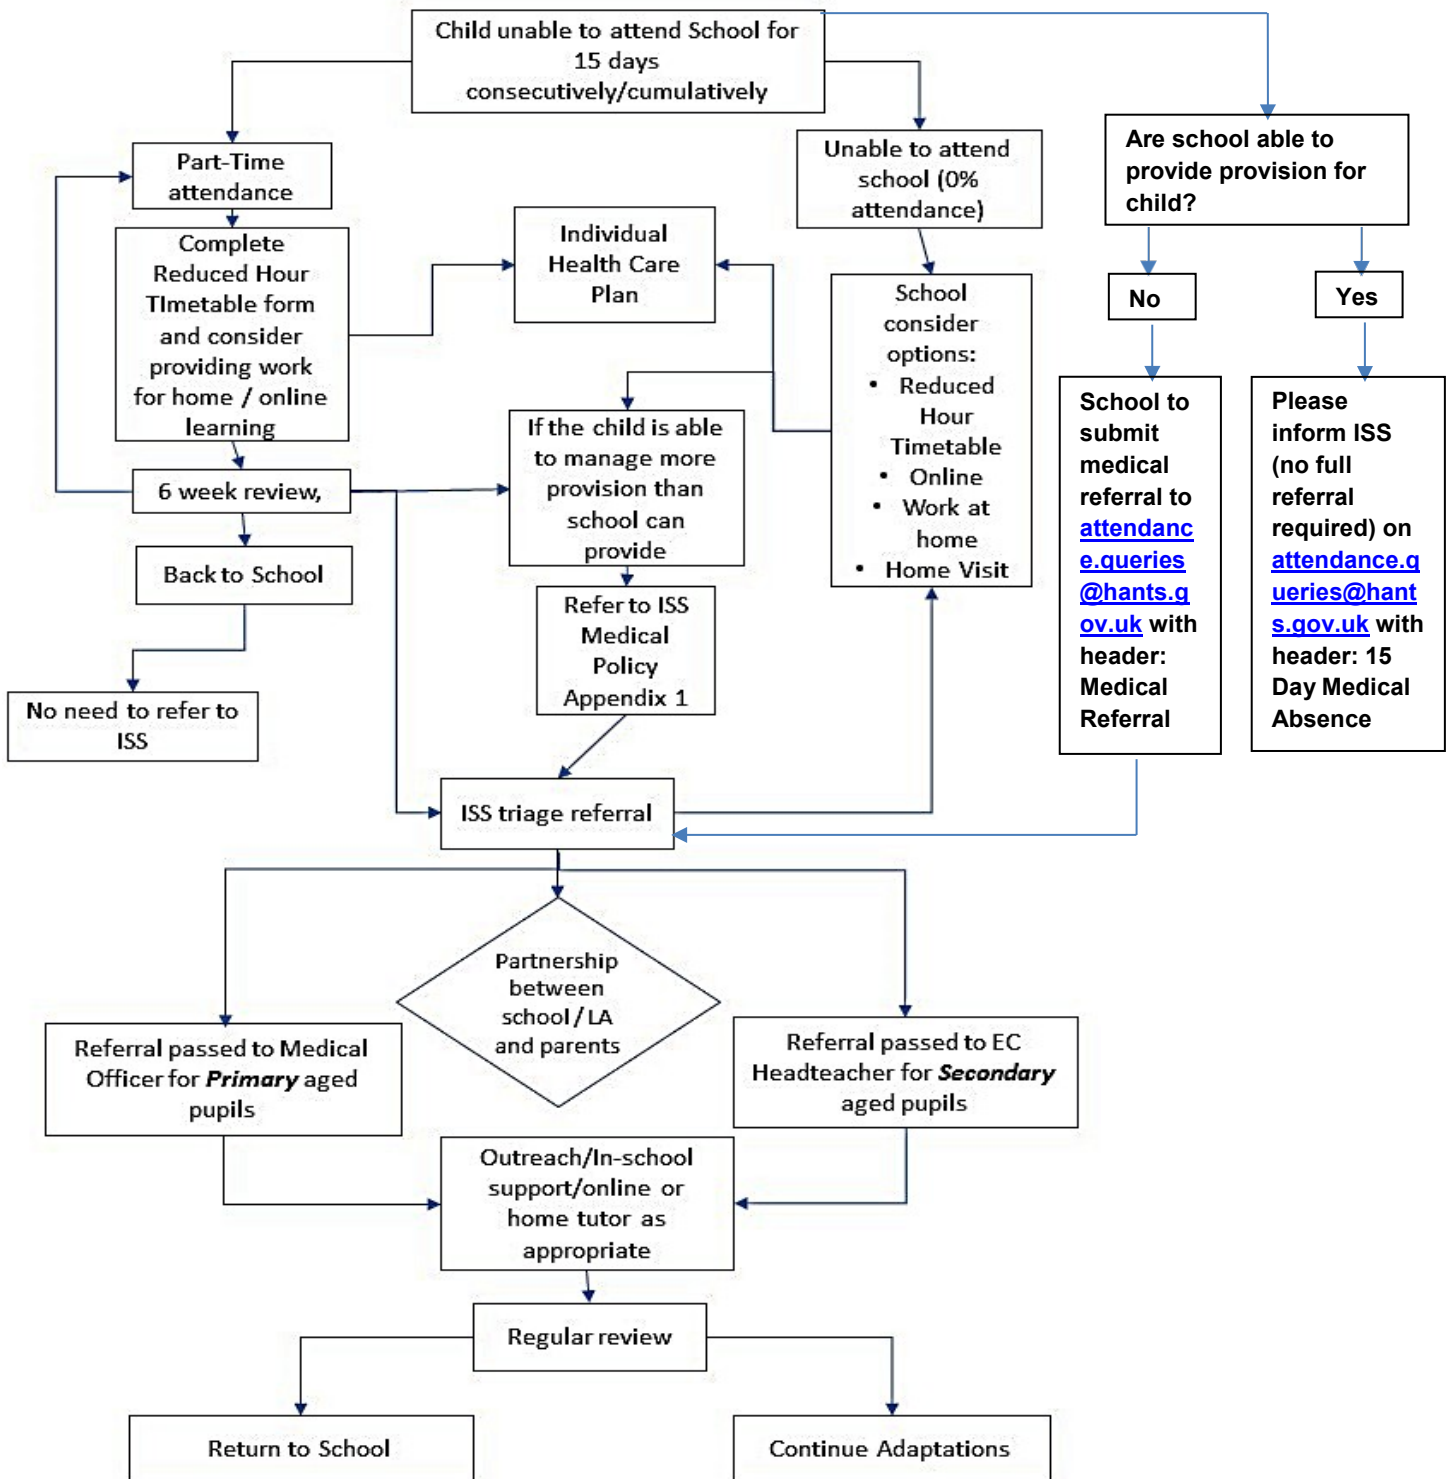 Child unable to attend School for
15 days
consecutively/cumulatively
Part-Time
attendance
Unable to attend
school (0%
attendance)
Are school able to
provide provision for
child?
Complete
Reduced Hour
TImetable form
and consider
providing work
for home / online
learning
Individual
Health Care
Plan
School
consider
options:
• Reduced
Hour
Timetable
• Online
• Work at
home
• Home Visit
No
Yes
School to
submit
medical
referral to
attendanc
e.queries
@hants.g
ov.uk with
header:
Medical
Referral
Please
inform ISS
(no full
referral
required) on
attendance.q
ueries@hant
s.gov.uk with
header: 15
Day Medical
Absence
If the child is able
to manage more
provision than
school can
provide
6 week review,
Back to School
Refer to ISS
Medical
Policy
Appendix 1
No need to refer to
ISS
ISS triage referral
Partnership
between
school / LA
and parents
Referral passed to Medical
Officer for Primary aged
pupils
Referral passed to EC
Headteacher for Secondary
aged pupils
Outreach/In-school
support/online or
home tutor as
appropriate
Regular review
Return to School
Continue Adaptations